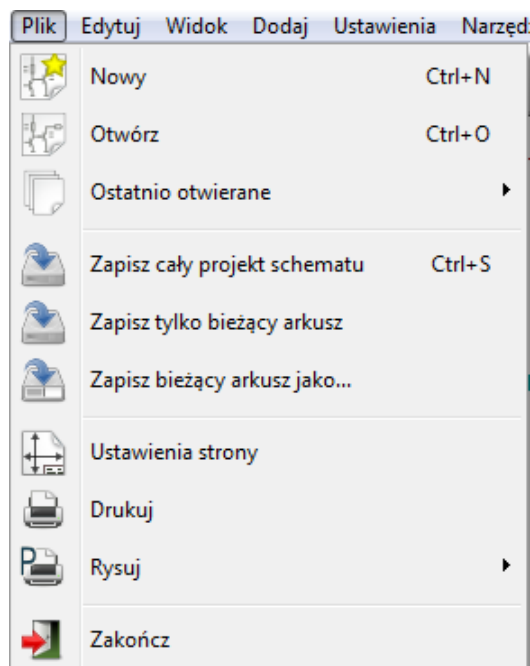 Plik Edytuj Widok Dodaj Ustawienia
Nowy Ctrl+N
Otwórz Ctrl+O
Ostatnio otwierane
Zapisz cały projekt schematu Ctrl+S
Zapisz tylko bieżący arkusz
Zapisz bieżący arkusz jako...
Ustawienia strony
Drukuj
P
Rysuj
Zakończ